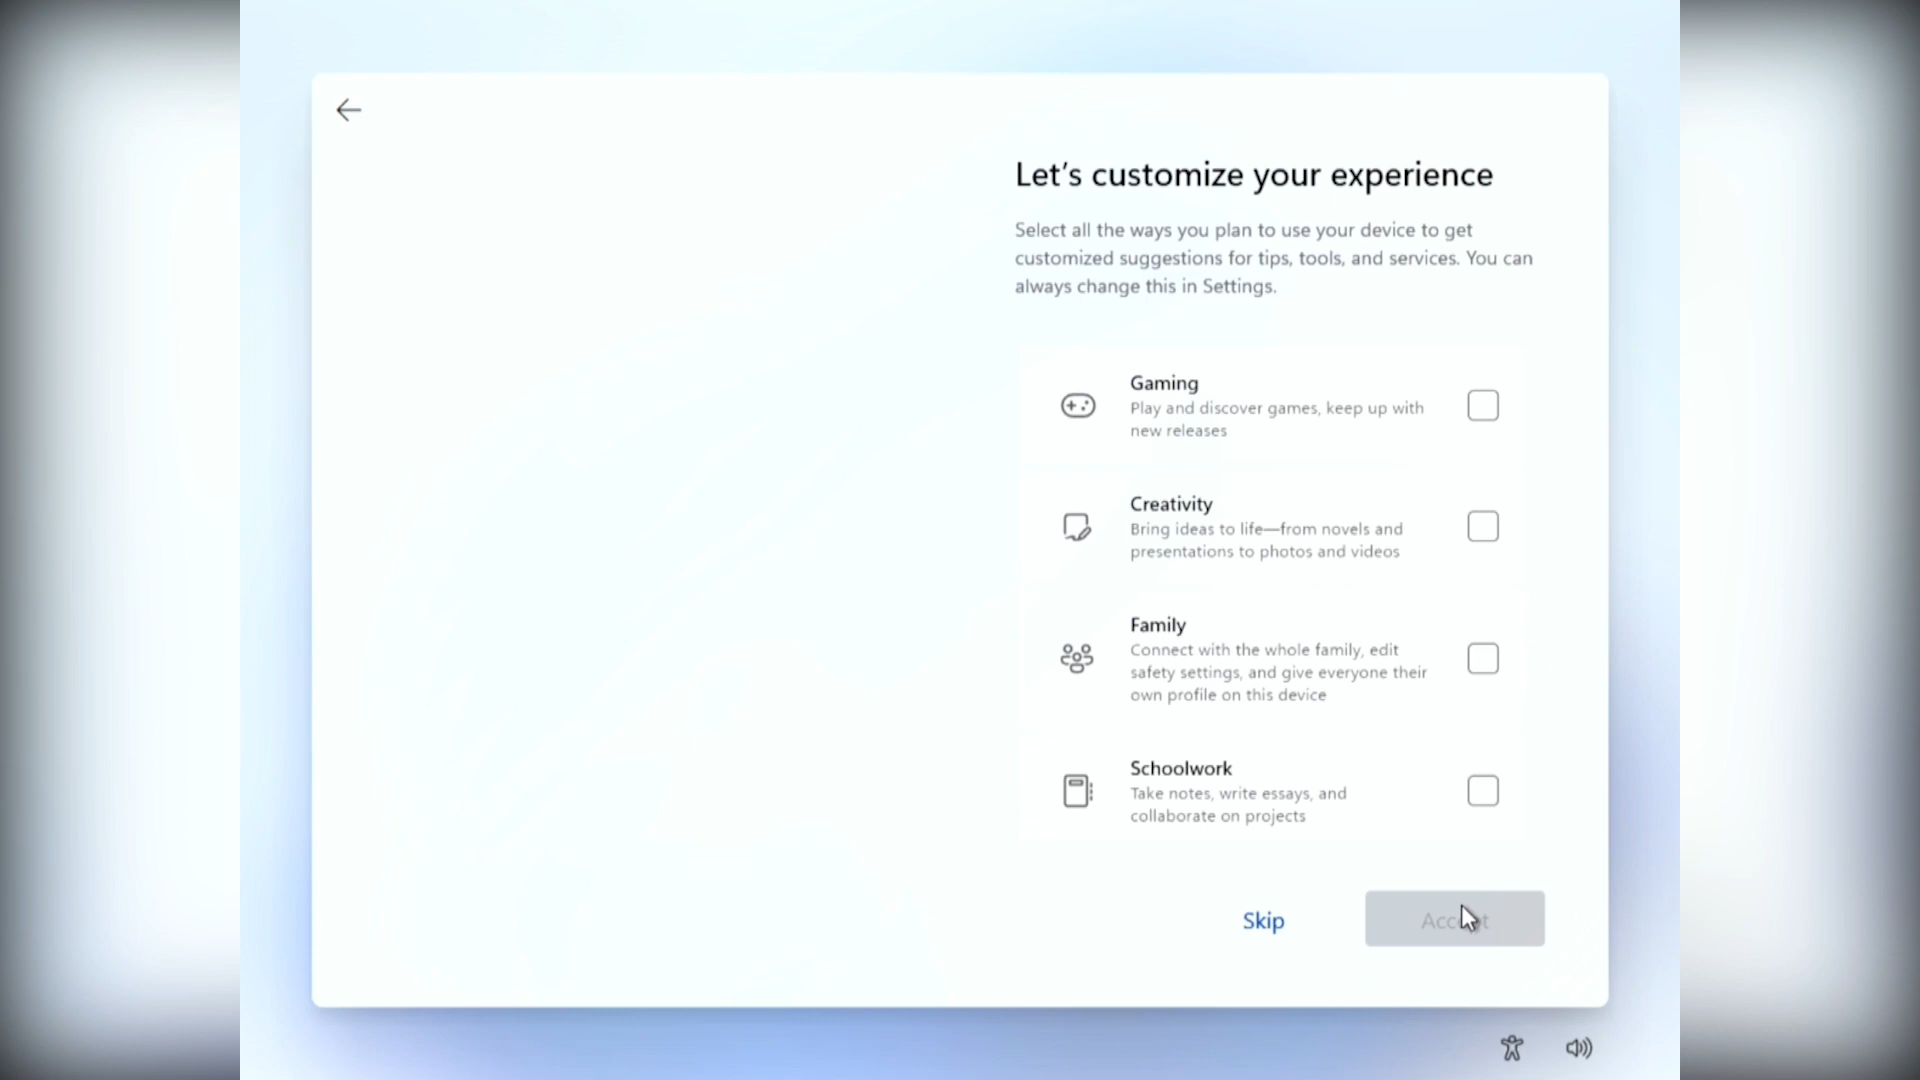 Let's customize your experience
Select all the ways you plan to use your device to get
customized suggestions for tips, tools, and services. You can
always change this in Settings.
Gaming
Play and discover games, keep up with
new releases
Creativity
Bring ideas to life—from novels and
presentations to photos and videos
Family
Connect with the whole family, edit
safety settings, and give everyone their
own profile on this device
Schoolwork
Take notes, write essays, and
collaborate on projects
Skip
Accept